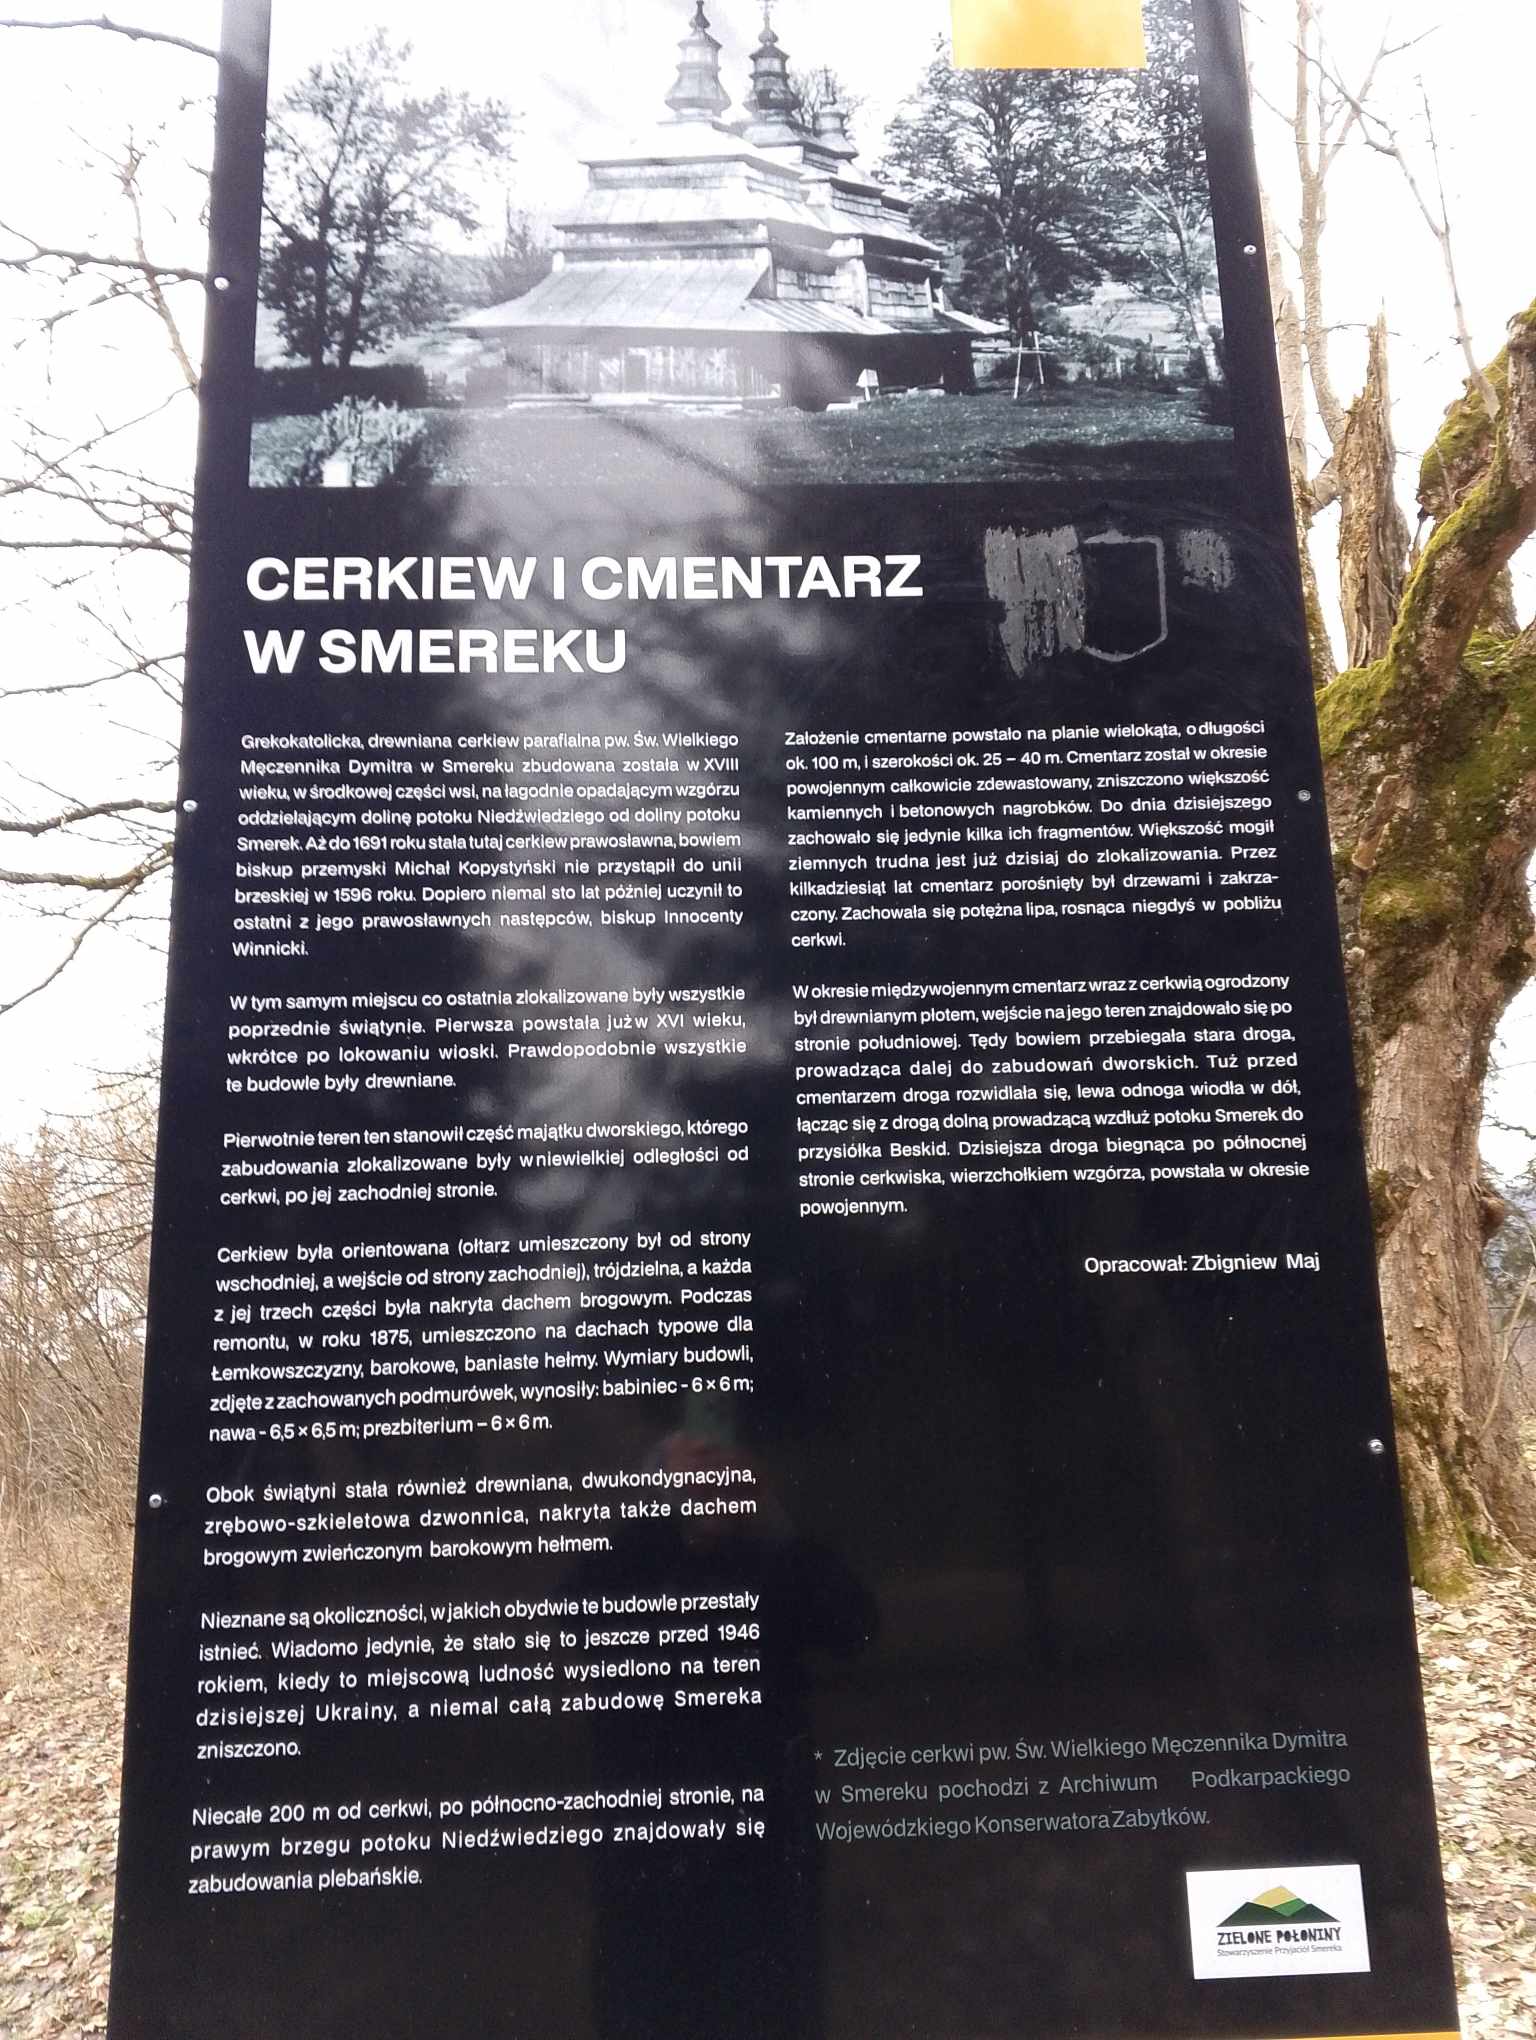 CERKIEW I CMENTARZ
W SMEREKU
Grekokatolicka, drewniana cerkiew parafialna pw. Św. Wielkiego
Męczennika Dymitra w Smereku zbudowana została w XVIII
wieku, w środkowej części wsi, na łagodnie opadającym wzgórzu
oddzielającym dolinę potoku Niedźwiedziego od doliny potoku
Smerek. Aż do 1691 roku stała tutaj cerkiew prawosławna, bowiem
biskup przemyski Michał Kopystyński nie przystąpił do unii
brzeskiej w 1596 roku. Dopiero niemal sto lat później uczynił to
ostatni z jego prawosławnych następców, biskup Innocenty
Winnicki.
W tym samym miejscu co ostatnia zlokalizowane były wszystkie
poprzednie świątynie. Pierwsza powstała już w XVI wieku,
wkrótce po lokowaniu wioski. Prawdopodobnie wszystkie
te budowle były drewniane.
Pierwotnie teren ten stanowił część majątku dworskiego, którego
zabudowania zlokalizowane były w niewielkiej odległości od
cerkwi, po jej zachodniej stronie.
Cerkiew była orientowana (ołtarz umieszczony był od strony
wschodniej, a wejście od strony zachodniej), trójdzielna, a każda
z jej trzech części była nakryta dachem brogowym. Podczas
remontu, w roku 1875, umieszczono na dachach typowe dla
Łemkowszczyzny, barokowe, baniaste hełmy. Wymiary budowli,
zdjęte z zachowanych podmurówek, wynosiły: babiniec - 6 × 6 m;
nawa - 6,5 × 6,5 m; prezbiterium – 6 × 6 m.
Obok świątyni stała również drewniana, dwukondygnacyjna,
zrębowo-szkieletowa dzwonnica, nakryta także dachem
brogowym zwieńczonym barokowym hełmem.
Nieznane są okoliczności, w jakich obydwie te budowle przestały
istnieć. Wiadomo jedynie, że stało się to jeszcze przed 1946
rokiem, kiedy to miejscową ludność wysiedlono na teren
dzisiejszej Ukrainy, a niemal całą zabudowę Smereka
zniszczono.
Niecałe 200 m od cerkwi, po północno-zachodniej stronie, na
prawym brzegu potoku Niedźwiedziego znajdowały się
zabudowania plebańskie.
Założenie cmentarne powstało na planie wielokąta, o długości
ok. 100 m, i szerokości ok. 25 – 40 m. Cmentarz został w okresie
powojennym całkowicie zdewastowany, zniszczono większość
kamiennych i betonowych nagrobków. Do dnia dzisiejszego
zachowało się jedynie kilka ich fragmentów. Większość mogił
ziemnych trudna jest już dzisiaj do zlokalizowania. Przez
kilkadziesiąt lat cmentarz porośnięty był drzewami i zakrza-
czony. Zachowała się potężna lipa, rosnąca niegdyś w pobliżu
cerkwi.
W okresie międzywojennym cmentarz wraz z cerkwią ogrodzony
był drewnianym płotem, wejście na jego teren znajdowało się po
stronie południowej. Tędy bowiem przebiegała stara droga,
prowadząca dalej do zabudowań dworskich. Tuż przed
cmentarzem droga rozwidlała się, lewa odnoga wiodła w dół,
łącząc się z drogą dolną prowadzącą wzdłuż potoku Smerek do
przysiółka Beskid. Dzisiejsza droga biegnąca po północnej
stronie cerkwiska, wierzchołkiem wzgórza, powstała w okresie
powojennym.
Opracował: Zbigniew Maj
* Zdjęcie cerkwi pw. Św. Wielkiego Męczennika Dymitra
w Smereku pochodzi z Archiwum Podkarpackiego
Wojewódzkiego Konserwatora Zabytków.
ZIELONE POŁONINY
Stowarzyszenie Przyjaciół Smereka